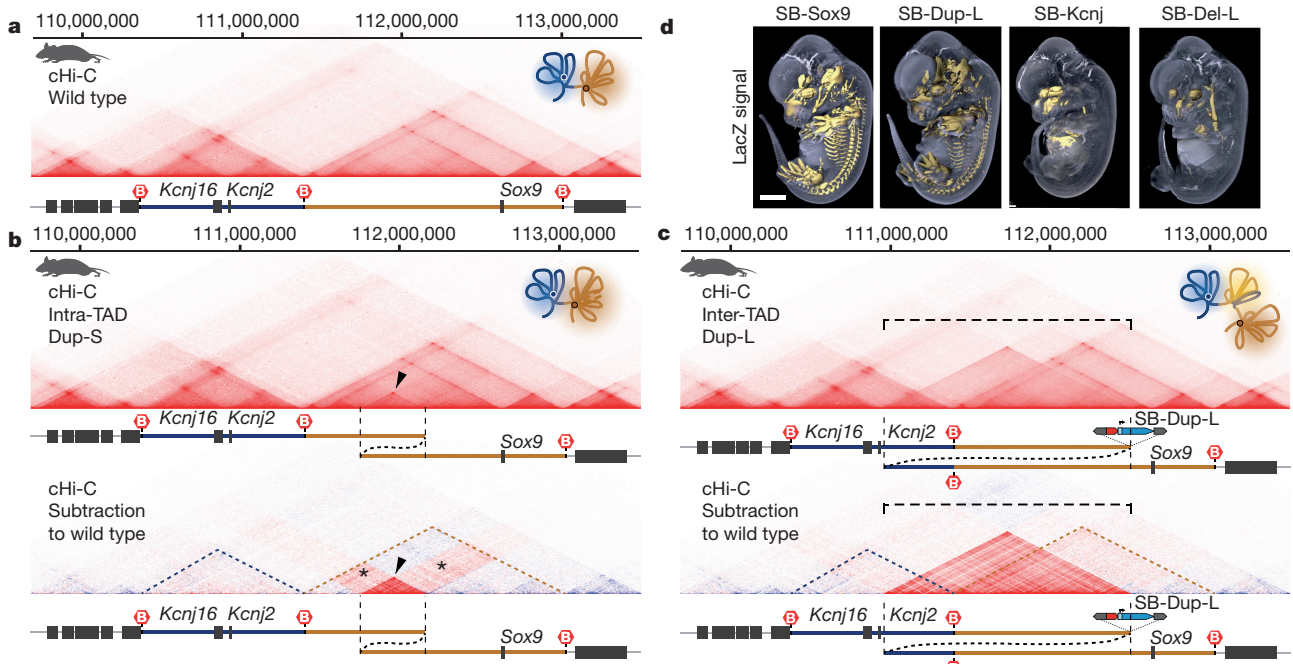 a
110,000,000 111,000,000 112,000,000 113,000,000
cHi-C
Wild type
B Kcnj16 Kcnj2 B Sox9 B
d
SB-Sox9 SB-Dup-L SB-Kcnj SB-Del-L
LacZ signal
b
110,000,000 111,000,000 112,000,000 113,000,000
cHi-C
Intra-TAD
Dup-S
B Kcnj16 Kcnj2 B
Sox9 B
cHi-C
Subtraction
to wild type
* *
B Kcnj16 Kcnj2 B
Sox9 B
c
110,000,000 111,000,000 112,000,000 113,000,000
cHi-C
Inter-TAD
Dup-L
SB-Dup-L
B Kcnj16 Kcnj2 B
Sox9 B
B
cHi-C
Subtraction
to wild type
SB-Dup-L
B Kcnj16 Kcnj2 B
Sox9 B